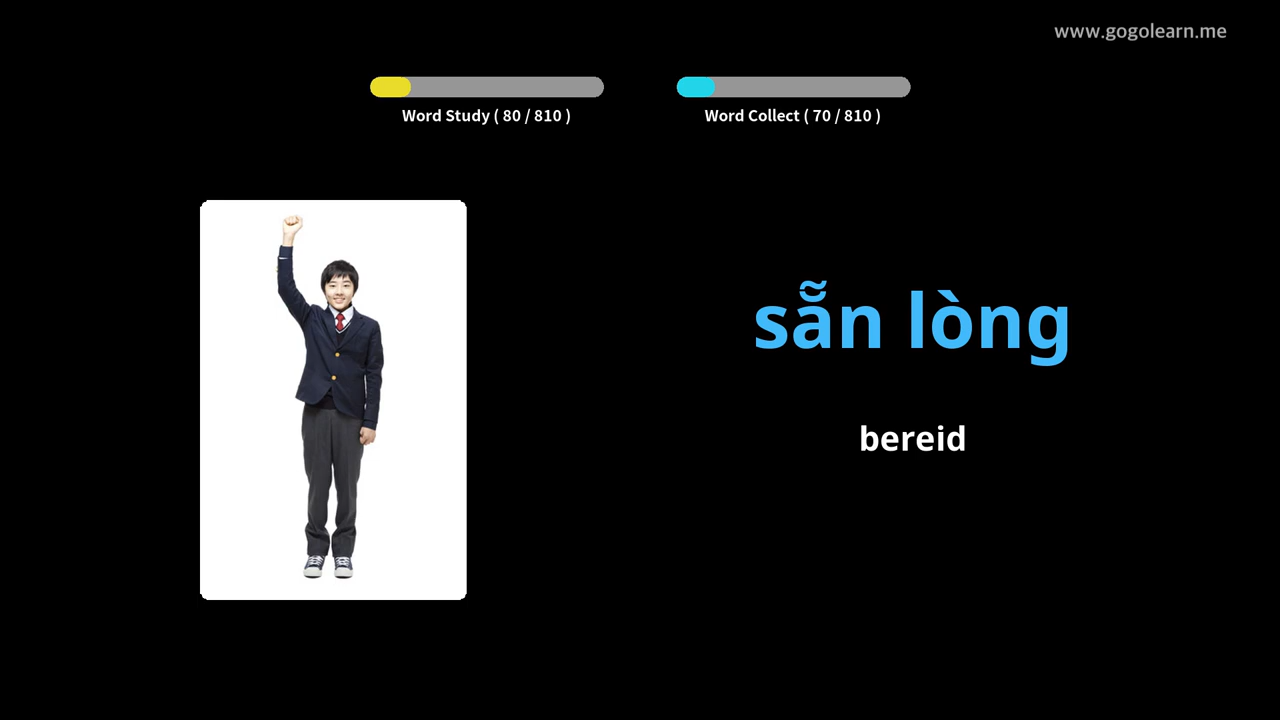 www.gogolearn.me
Word Study ( 80 / 810 )
Word Collect ( 70 / 810 )
sẵn lòng
bereid